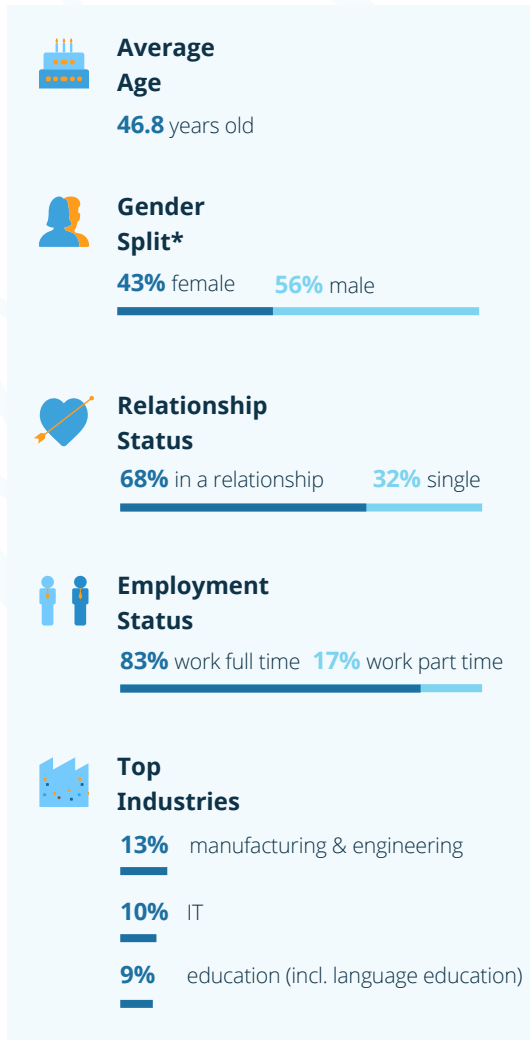 Average
Age
46.8 years old
Gender
Split*
43% female 56% male
Relationship
Status
68% in a relationship 32% single
Employment
Status
83% work full time 17% work part time
Top
Industries
13% manufacturing & engineering
10% IT
9% education (incl. language education)